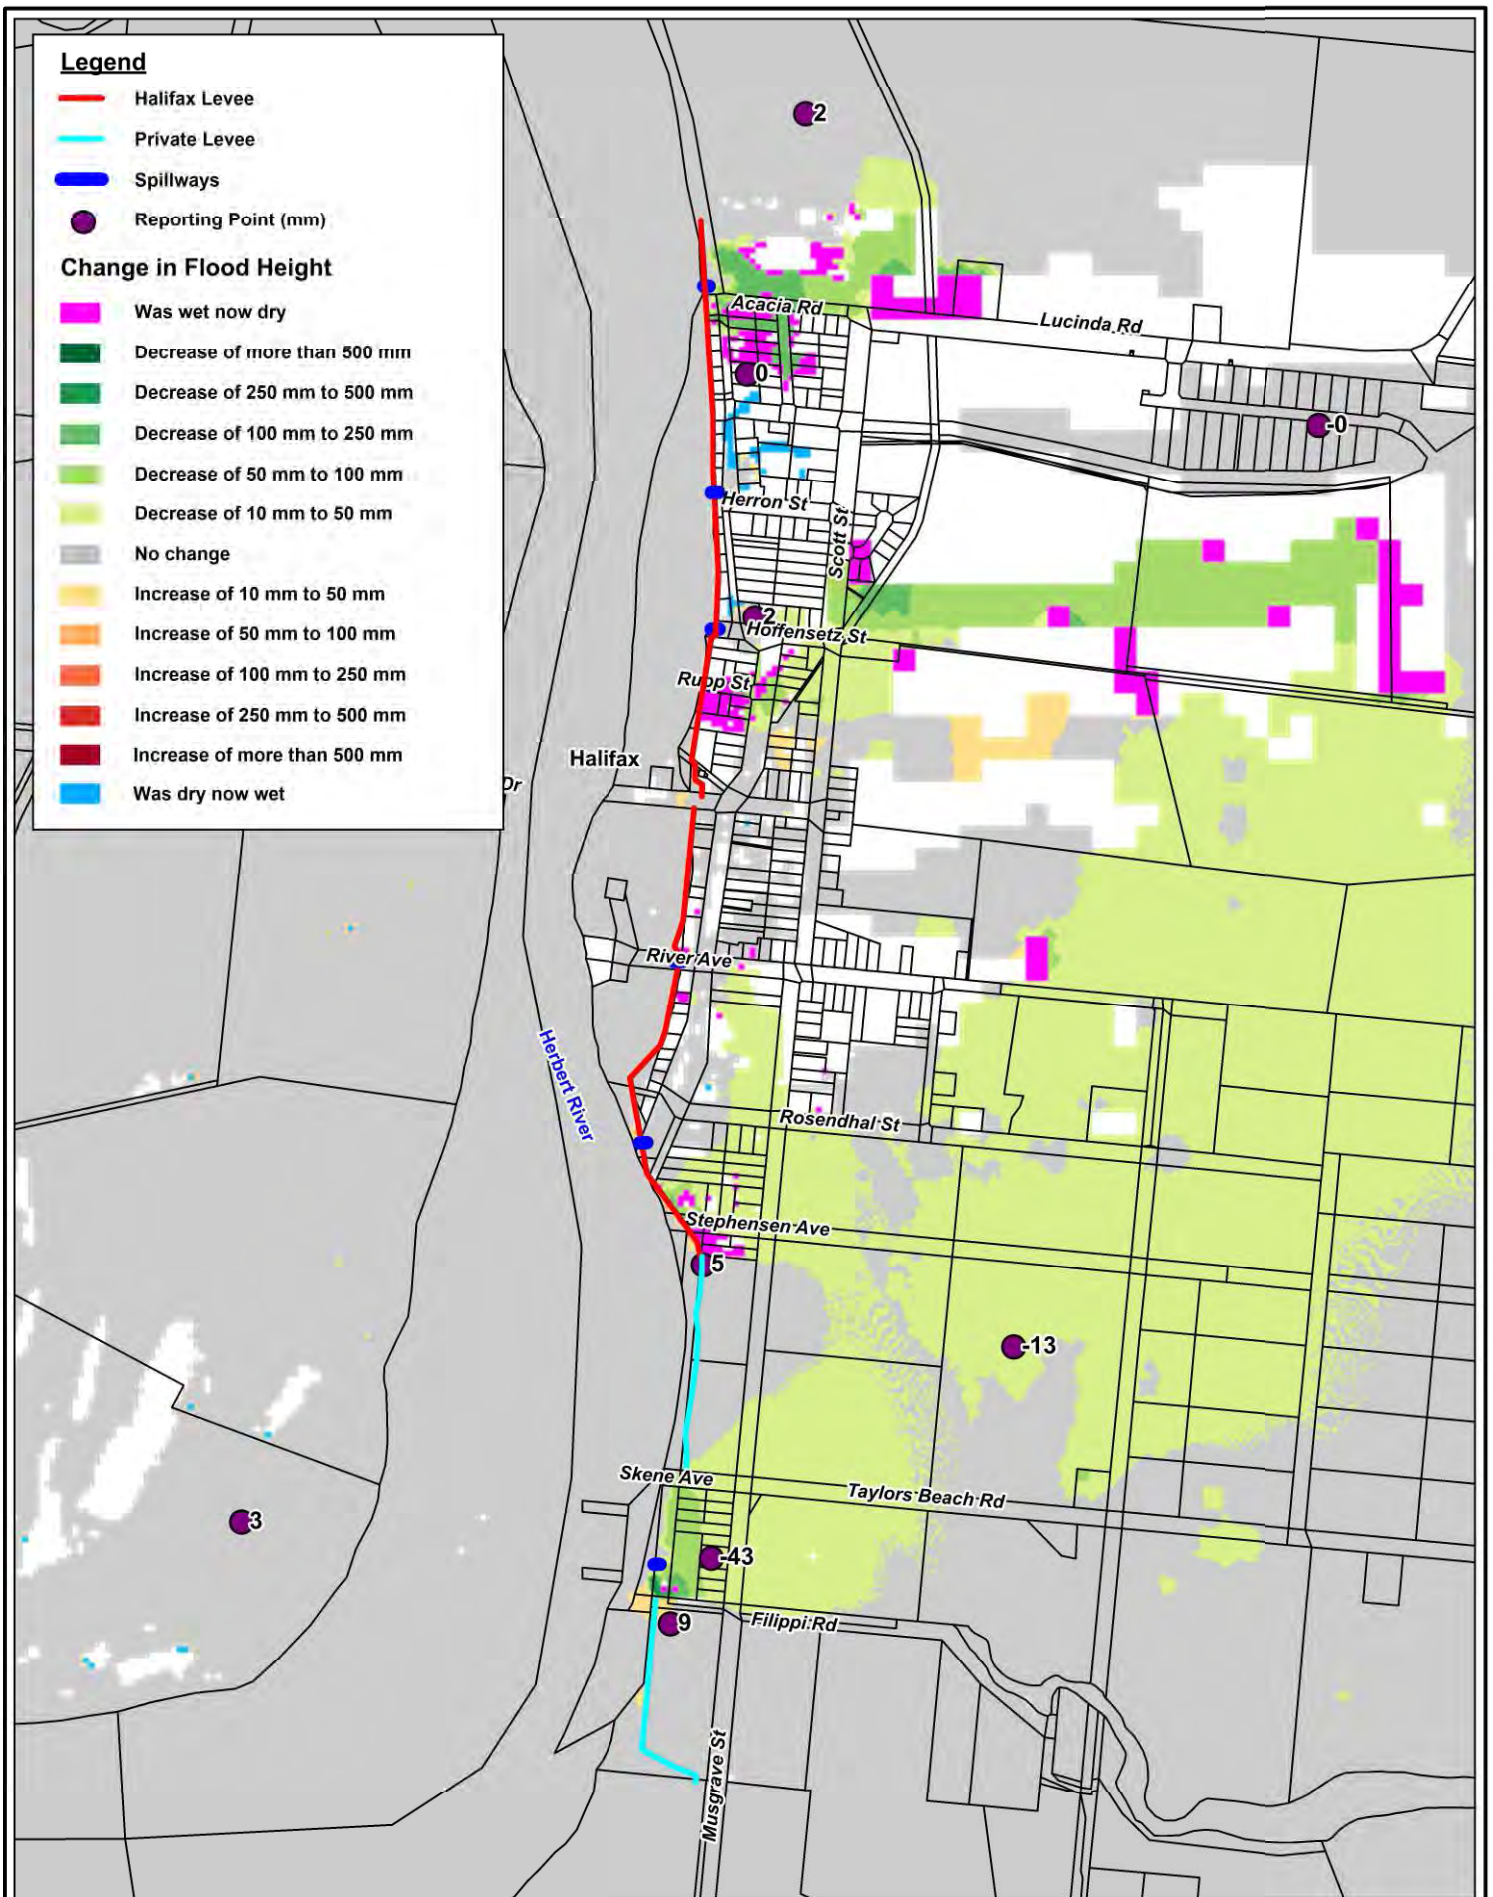 Legend
Halifax Levee
Private Levee
Spillways
Reporting Point (mm)
Change in Flood Height
Was wet now dry
Decrease of more than 500 mm
Decrease of 250 mm to 500 mm
Decrease of 100 mm to 250 mm
Decrease of 50 mm to 100 mm
Decrease of 10 mm to 50 mm
No change
Increase of 10 mm to 50 mm
Increase of 50 mm to 100 mm
Increase of 100 mm to 250 mm
Increase of 250 mm to 500 mm
Increase of more than 500 mm
Was dry now wet
2
Acacia Rd
Lucinda Rd
0
-0
Herron St
Scott St
2
Hoffensetz St
Rupp St
Halifax
Dr
River Ave
Herbert River
Rosendhal St
Stephensen Ave
5
-13
Skene Ave
Taylors Beach Rd
3
-43
9
Filippi Rd
Musgrave St